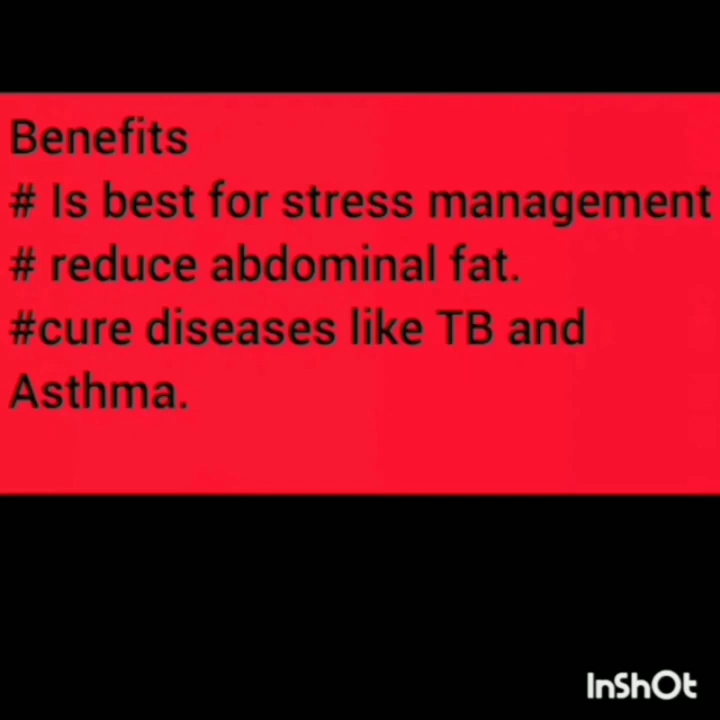 Benefits
# Is best for stress management
# reduce abdominal fat.
#cure diseases like TB and
Asthma.
InShOt